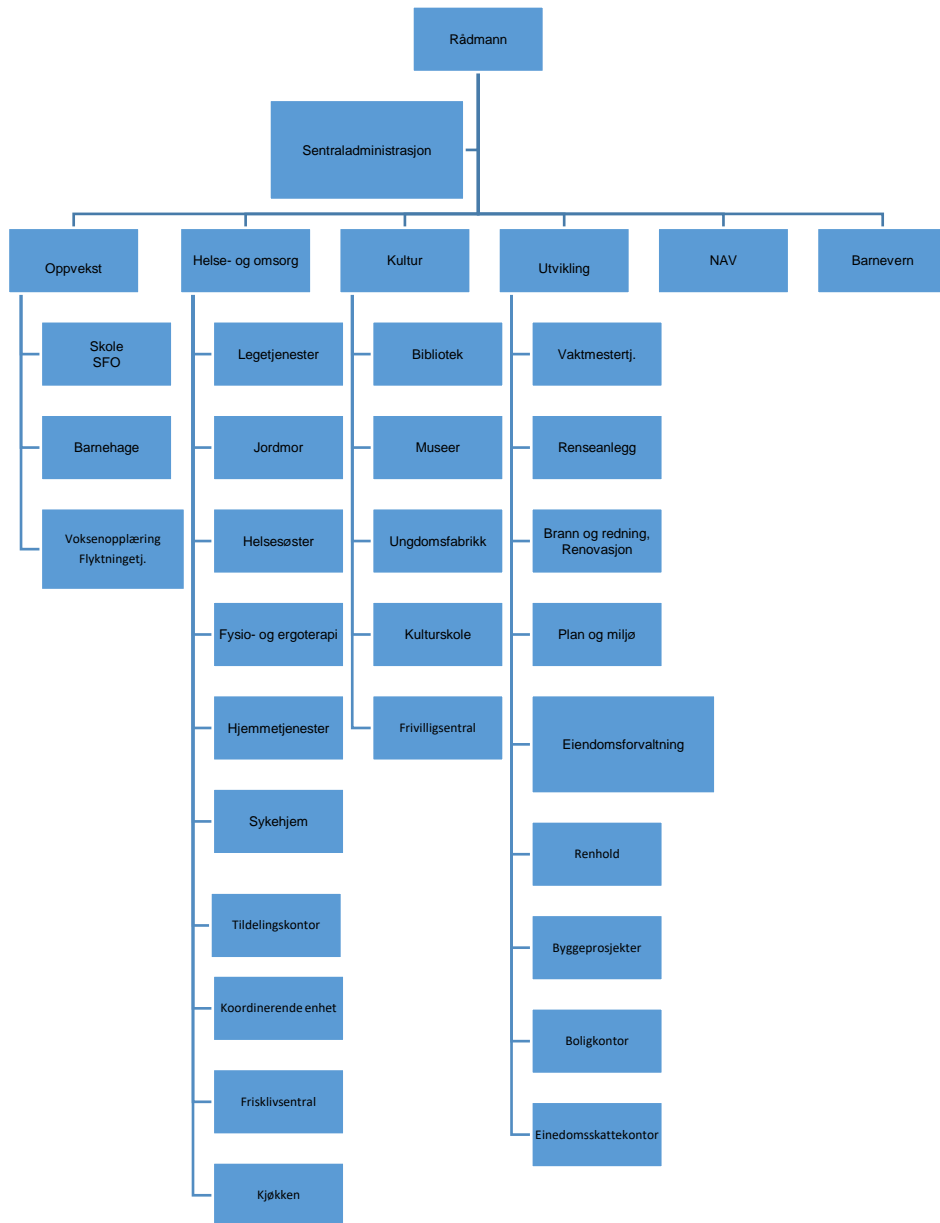 Rådmann
Sentraladministrasjon
Oppvekst
Helse- og omsorg
Kultur
Utvikling
NAV
Barnevern
Skole
SFO
Barnehage
Voksenopplæring
Flyktningetj.
Legetjenester
Jordmor
Helsesøster
Fysio- og ergoterapi
Hjemmetjenester
Sykehjem
Tildelingskontor
Koordinerende enhet
Frisklivsentral
Kjøkken
Bibliotek
Museer
Ungdomsfabrikk
Kulturskole
Frivilligsentral
Vaktmestertj.
Renseanlegg
Brann og redning,
Renovasjon
Plan og miljø
Eiendomsforvaltning
Renhold
Byggeprosjekter
Boligkontor
Einedomsskattekontor